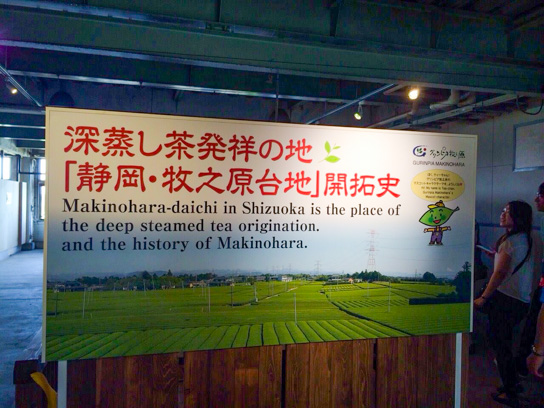 深蒸し茶発祥の地
「静岡・牧之原台地」開拓史
Makinohara-daichi in Shizuoka is the place of
the deep steamed tea origination.
and the history of Makinohara.
GURINPIA MAKINOHARA